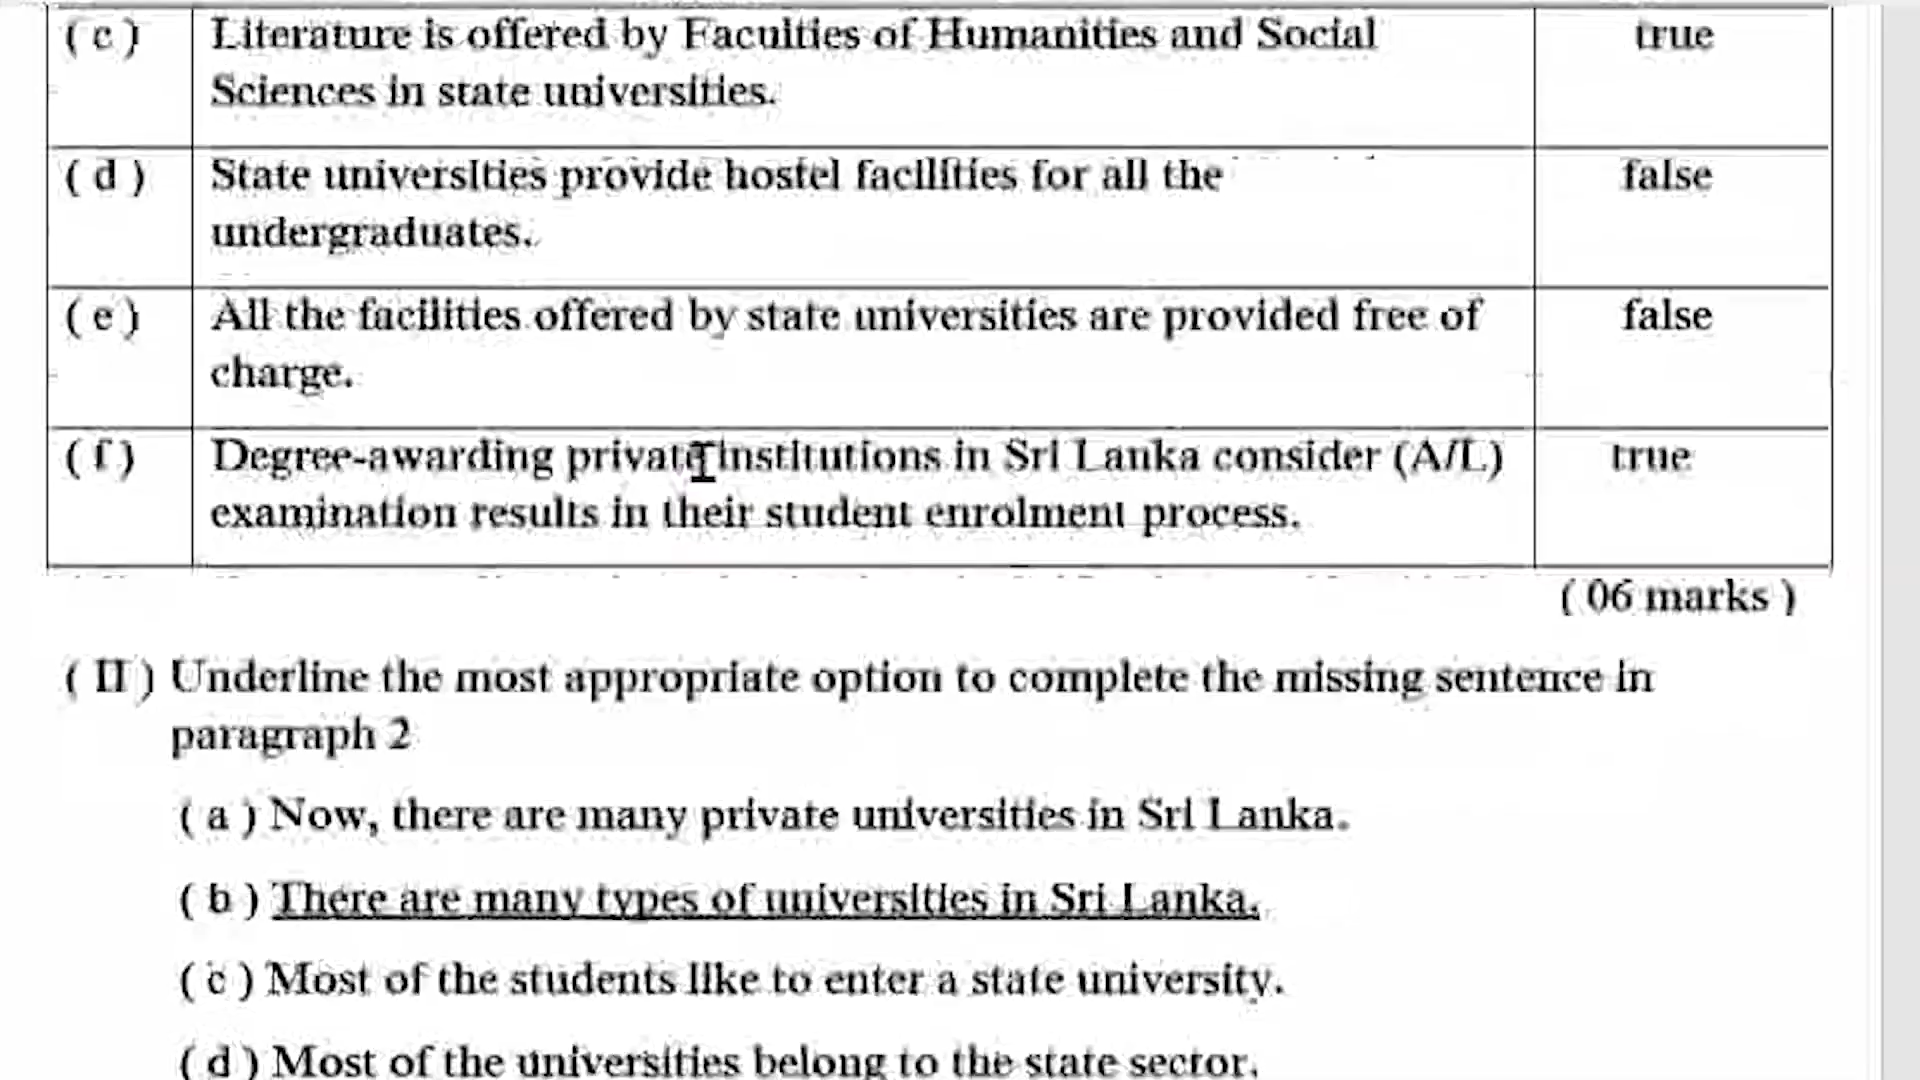 ( c ) Literature is offered by Faculties of Humanities and Social true
Sciences in state universities.
( d ) State universities provide hostel facilities for all the false
undergraduates.
( e ) All the facilities offered by state universities are provided free of false
charge.
( f ) Degree-awarding private institutions in Sri Lanka consider (A/L) true
examination results in their student enrolment process.
( 06 marks )
( II ) Underline the most appropriate option to complete the missing sentence in
paragraph 2
( a ) Now, there are many private universities in Sri Lanka.
( b ) There are many types of universities in Sri Lanka.
( c ) Most of the students like to enter a state university.
( d ) Most of the universities belong to the state sector.